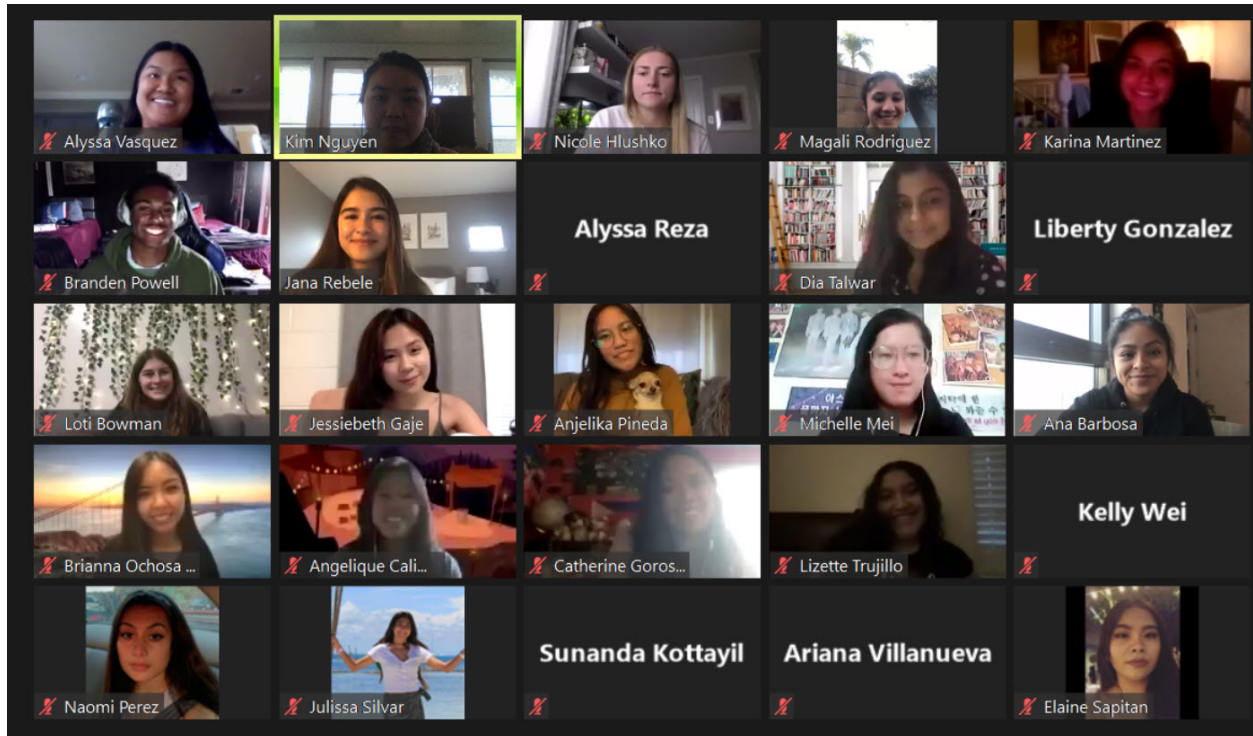 Alyssa Vasquez
Kim Nguyen
Nicole Hlushko
Magali Rodriguez
Karina Martinez
Branden Powell
Jana Rebele
Alyssa Reza
Dia Talwar
Liberty Gonzalez
Loti Bowman
Jessiebeth Gaje
Anjelika Pineda
Michelle Mei
Ana Barbosa
Brianna Ochosa ...
Angelique Cali...
Catherine Goros...
Lizette Trujillo
Kelly Wei
Naomi Perez
Julissa Silvar
Sunanda Kottayil
Ariana Villanueva
Elaine Sapitan